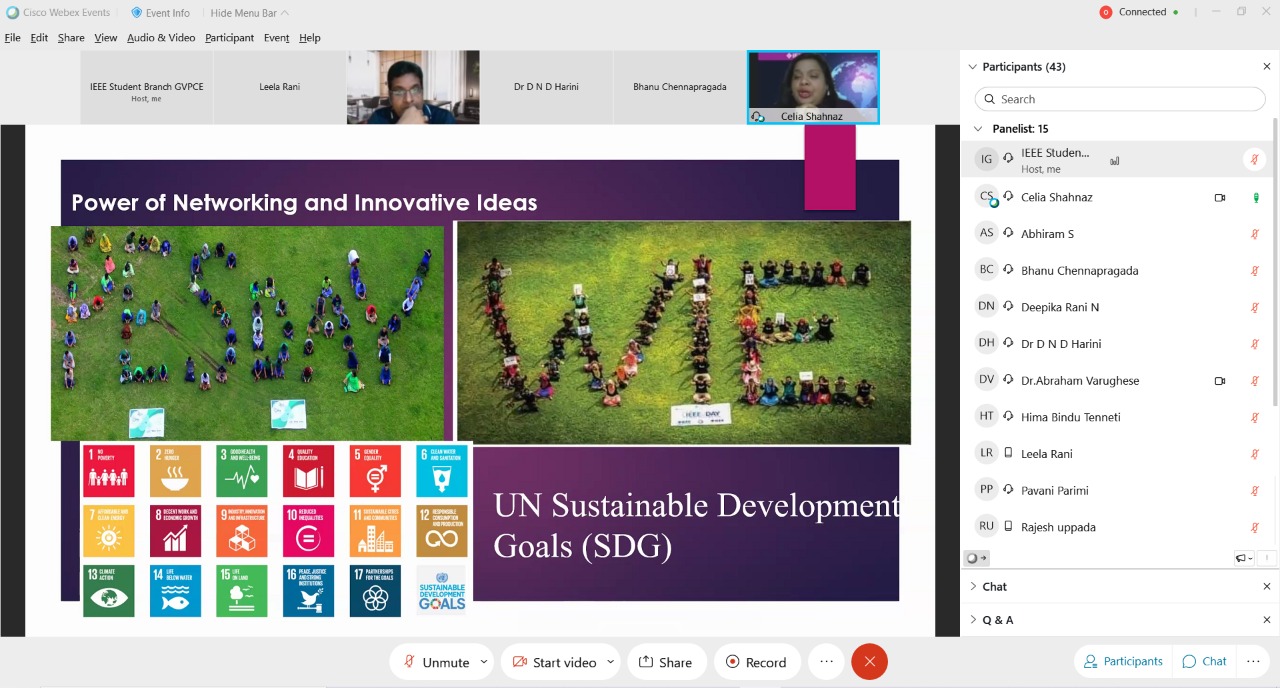 Cisco Webex Events
Event Info
Hide Menu Bar
Connected
File Edit Share View Audio & Video Participant Event Help
IEEE Student Branch GVPCE
Host, me
Leela Rani
Dr D N D Harini
Bhanu Chennapragada
Celia Shahnaz
Power of Networking and Innovative Ideas
WIE
IEEE DAY
1 NO POVERTY
2 ZERO HUNGER
3 GOOD HEALTH AND WELL-BEING
4 QUALITY EDUCATION
5 GENDER EQUALITY
6 CLEAN WATER AND SANITATION
7 AFFORDABLE AND CLEAN ENERGY
8 DECENT WORK AND ECONOMIC GROWTH
9 INDUSTRY, INNOVATION AND INFRASTRUCTURE
10 REDUCED INEQUALITIES
11 SUSTAINABLE CITIES AND COMMUNITIES
12 RESPONSIBLE CONSUMPTION AND PRODUCTION
13 CLIMATE ACTION
14 LIFE BELOW WATER
15 LIFE ON LAND
16 PEACE, JUSTICE AND STRONG INSTITUTIONS
17 PARTNERSHIPS FOR THE GOALS
SUSTAINABLE
DEVELOPMENT
GOALS
UN Sustainable Development
Goals (SDG)
Participants (43)
Search
Panelist: 15
IG IEEE Studen...
Host, me
CS Celia Shahnaz
AS Abhiram S
BC Bhanu Chennapragada
DN Deepika Rani N
DH Dr D N D Harini
DV Dr.Abraham Varughese
HT Hima Bindu Tenneti
LR Leela Rani
PP Pavani Parimi
RU Rajesh uppada
Chat
Q & A
Unmute
Start video
Share
Record
Participants
Chat